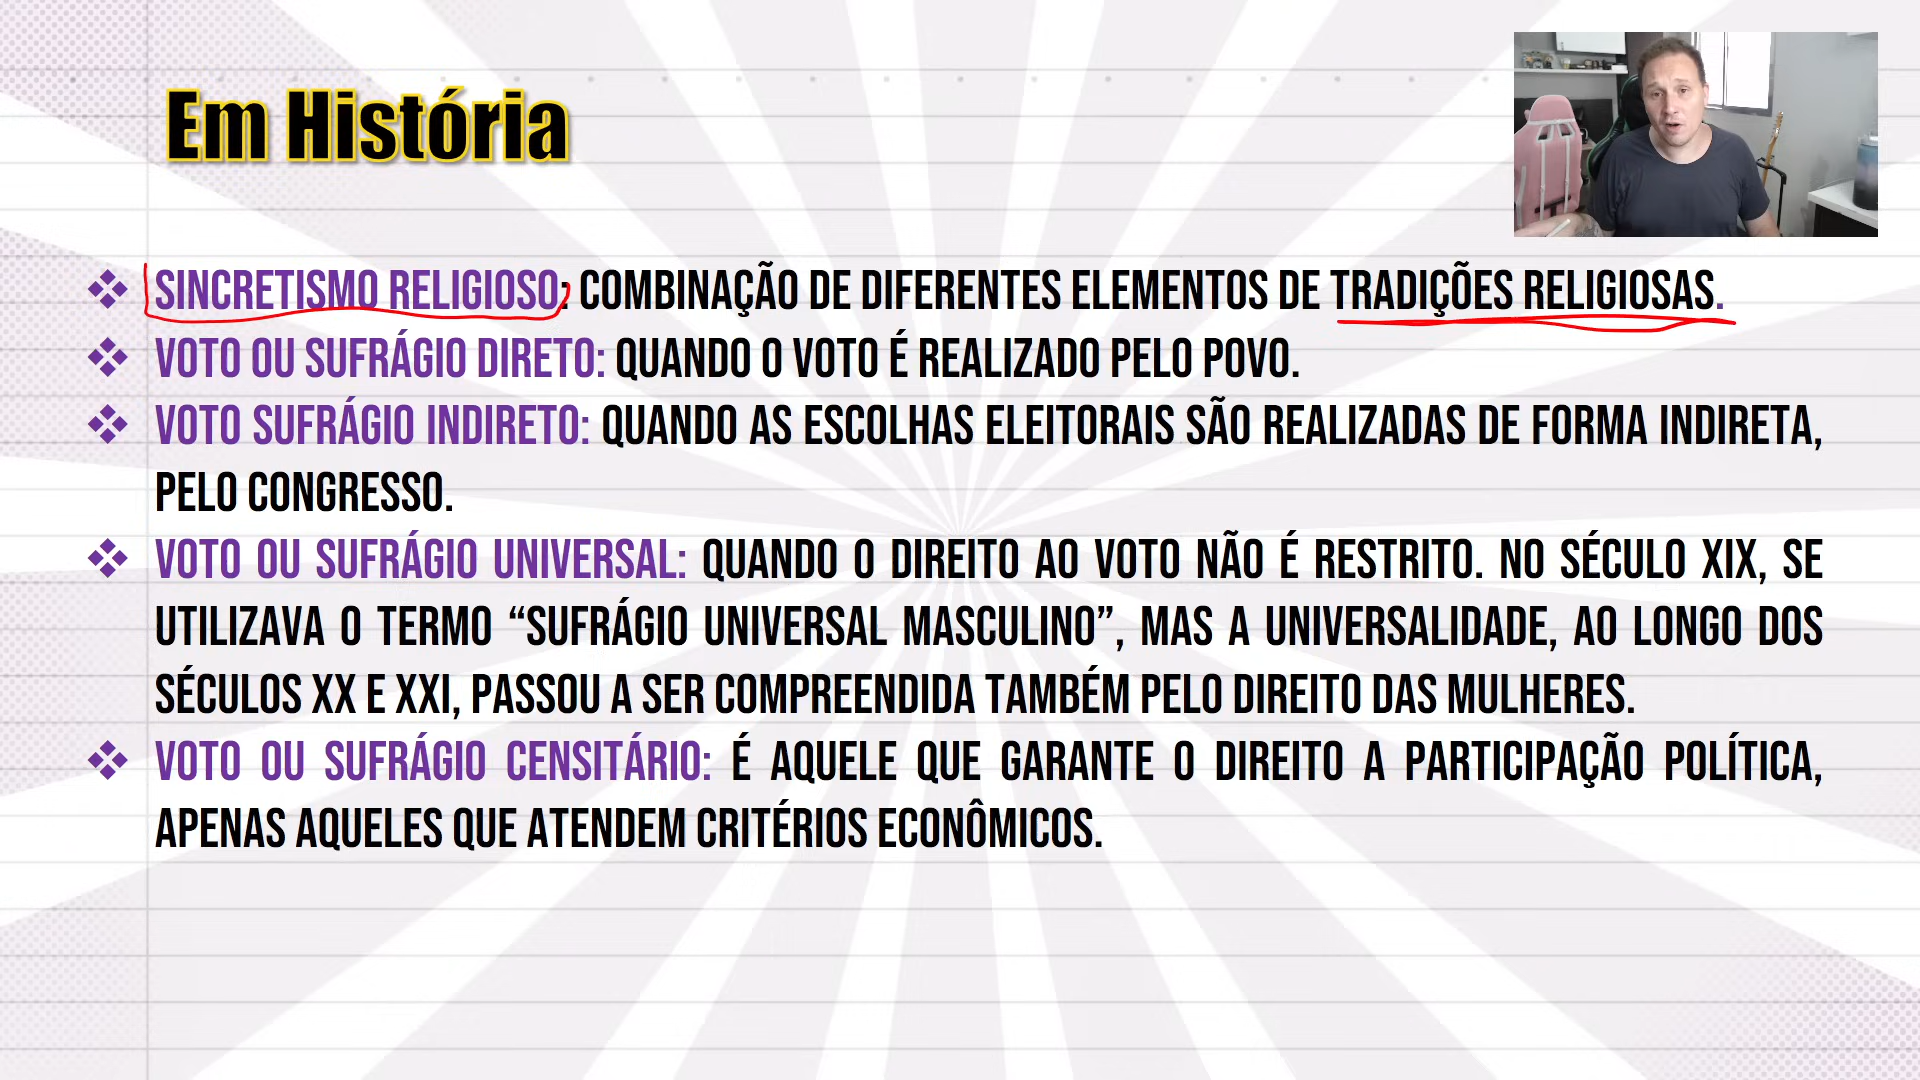 Em História
SINCRETISMO RELIGIOSO: COMBINAÇÃO DE DIFERENTES ELEMENTOS DE TRADIÇÕES RELIGIOSAS.
VOTO OU SUFRÁGIO DIRETO: QUANDO O VOTO É REALIZADO PELO POVO.
VOTO SUFRÁGIO INDIRETO: QUANDO AS ESCOLHAS ELEITORAIS SÃO REALIZADAS DE FORMA INDIRETA,
PELO CONGRESSO.
VOTO OU SUFRÁGIO UNIVERSAL: QUANDO O DIREITO AO VOTO NÃO É RESTRITO. NO SÉCULO XIX, SE
UTILIZAVA O TERMO “SUFRÁGIO UNIVERSAL MASCULINO”, MAS A UNIVERSALIDADE, AO LONGO DOS
SÉCULOS XX E XXI, PASSOU A SER COMPREENDIDA TAMBÉM PELO DIREITO DAS MULHERES.
VOTO OU SUFRÁGIO CENSITÁRIO: É AQUELE QUE GARANTE O DIREITO A PARTICIPAÇÃO POLÍTICA,
APENAS AQUELES QUE ATENDEM CRITÉRIOS ECONÔMICOS.